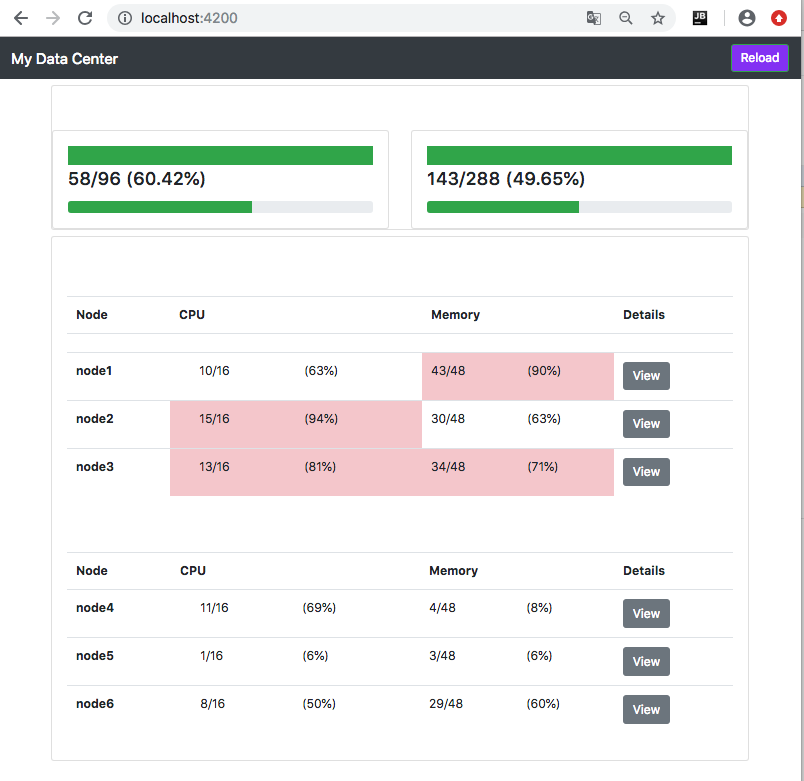 localhost:4200
JB
My Data Center
Reload
58/96 (60.42%)
143/288 (49.65%)
Node CPU Memory Details
node1 10/16 (63%) 43/48 (90%) View
node2 15/16 (94%) 30/48 (63%) View
node3 13/16 (81%) 34/48 (71%) View
Node CPU Memory Details
node4 11/16 (69%) 4/48 (8%) View
node5 1/16 (6%) 3/48 (6%) View
node6 8/16 (50%) 29/48 (60%) View